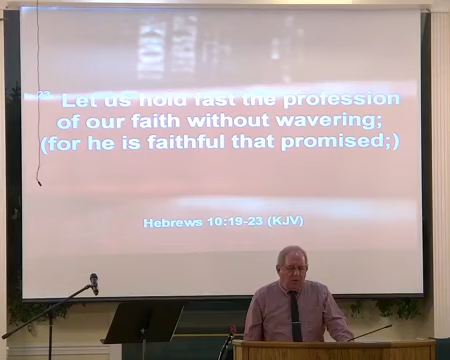 23 Let us hold fast the profession
of our faith without wavering;
(for he is faithful that promised;)
Hebrews 10:19-23 (KJV)